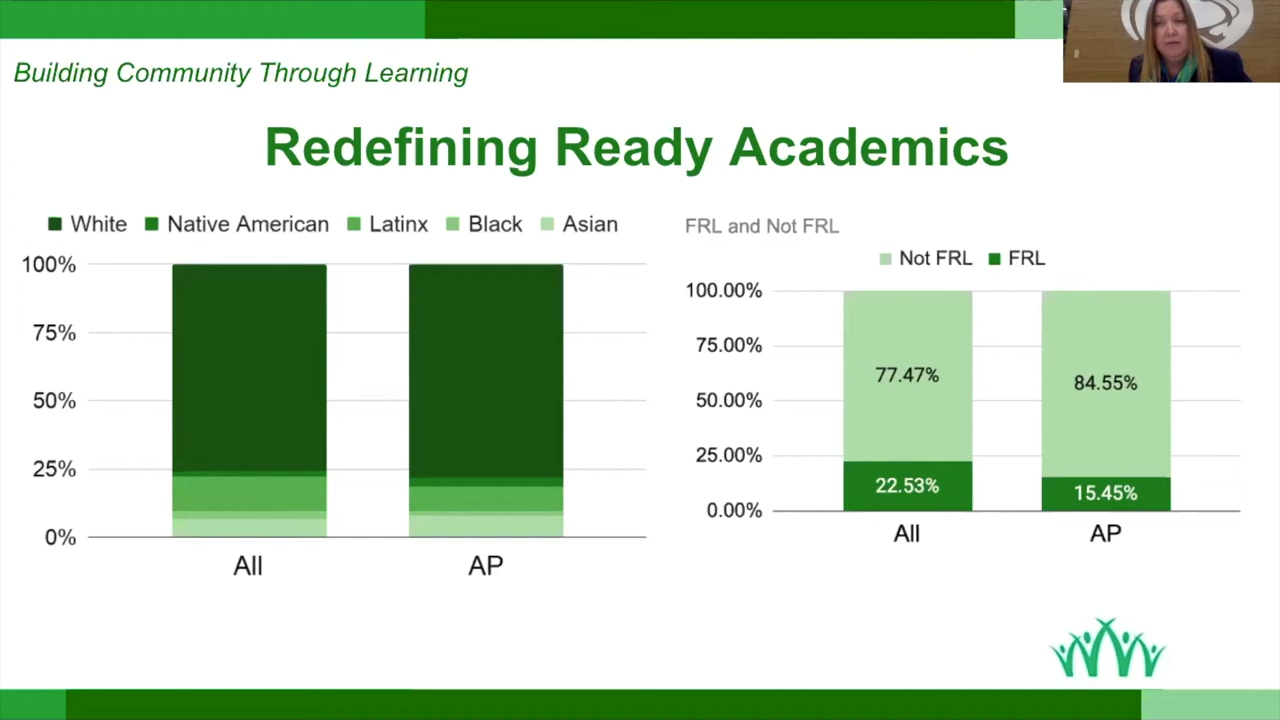 Building Community Through Learning
Redefining Ready Academics
White Native American Latinx Black Asian
100%
75%
50%
25%
0%
All AP
FRL and Not FRL
Not FRL FRL
100.00%
75.00%
50.00%
25.00%
0.00%
77.47% 84.55%
22.53% 15.45%
All AP